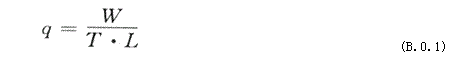 q = W / T · L (B.0.1)